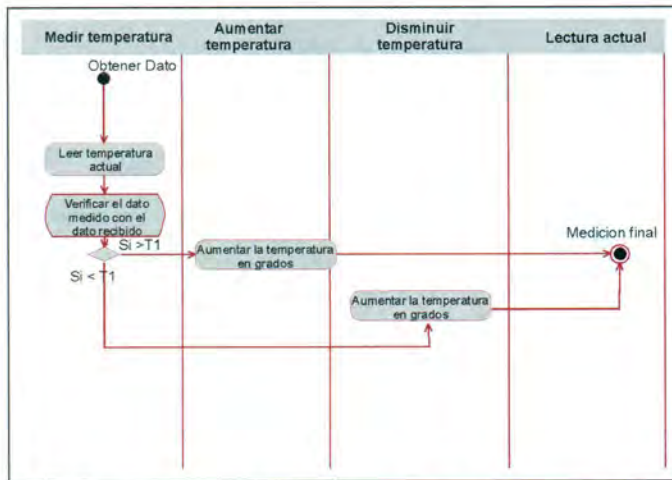 Medir temperatura
Aumentar
temperatura
Disminuir
temperatura
Lectura actual
Obtener Dato
Leer temperatura
actual
Verificar el dato
medido con el
dato recibido
Si >T1
Aumentar la temperatura
en grados
Medicion final
Si < T1
Aumentar la temperatura
en grados